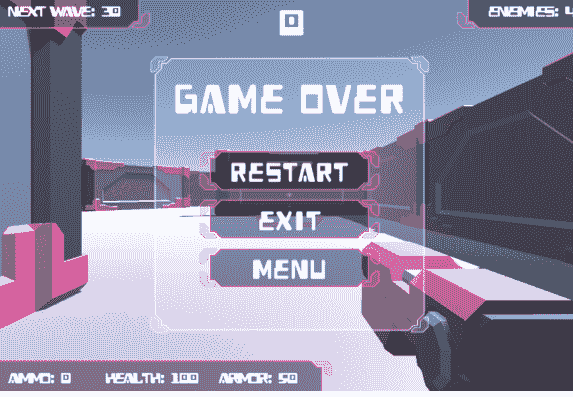 NEXT WAVE: 30
0
ENEMIES: 4
GAME OVER
RESTART
EXIT
MENU
AMMO: 0 HEALTH: 100 ARMOR: 50